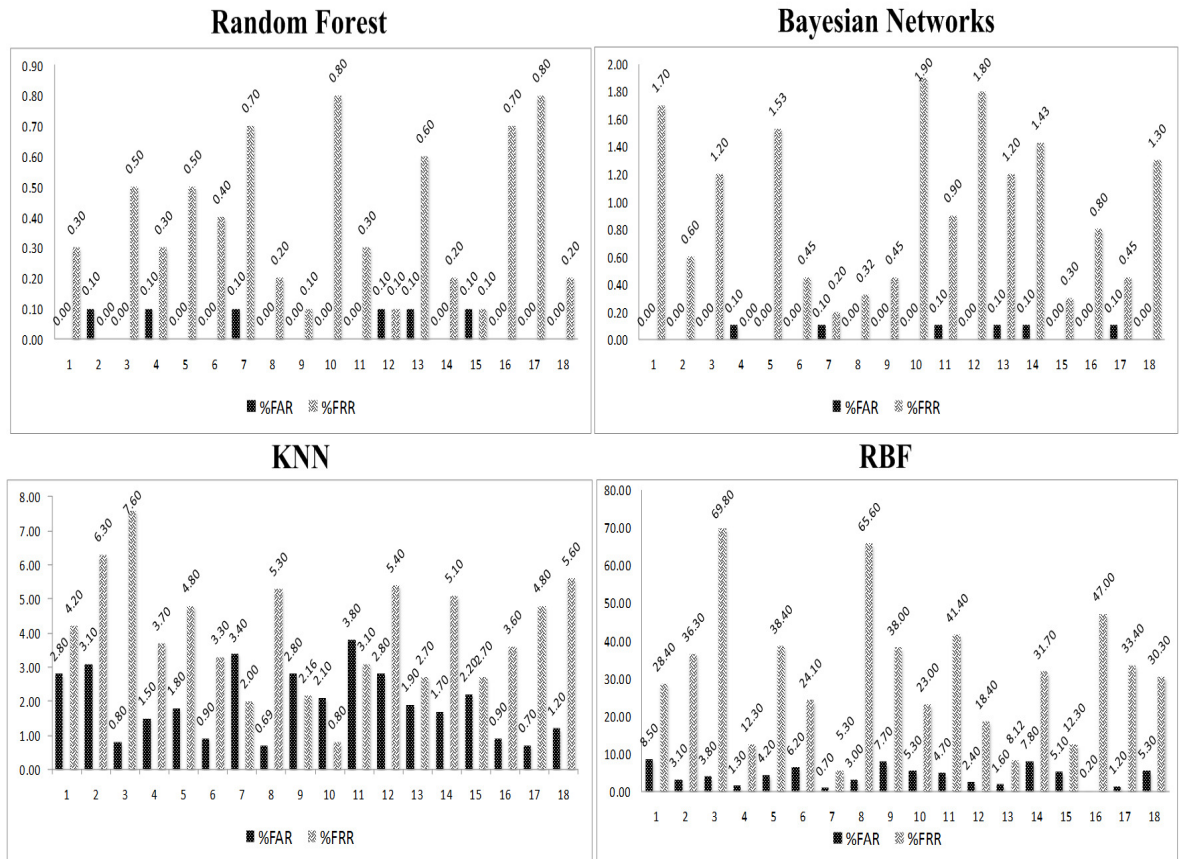 Random Forest
0.90
0.80
0.70
0.60
0.50
0.40
0.30
0.20
0.10
0.00
0.00 0.30 0.10 0.00 0.00 0.50 0.10 0.30 0.00 0.50 0.00 0.40 0.10 0.70 0.00 0.20 0.00 0.10 0.00 0.80 0.00 0.30 0.10 0.10 0.10 0.60 0.00 0.20 0.10 0.10 0.00 0.70 0.00 0.80 0.00 0.20
1 2 3 4 5 6 7 8 9 10 11 12 13 14 15 16 17 18
%FAR %FRR
Bayesian Networks
2.00
1.80
1.60
1.40
1.20
1.00
0.80
0.60
0.40
0.20
0.00
0.00 1.70 0.00 0.60 0.00 1.20 0.10 0.00 0.00 1.53 0.00 0.45 0.10 0.20 0.00 0.32 0.00 0.45 0.00 1.90 0.10 0.90 0.00 1.80 0.10 1.20 0.10 1.43 0.00 0.30 0.00 0.80 0.10 0.45 0.00 1.30
1 2 3 4 5 6 7 8 9 10 11 12 13 14 15 16 17 18
%FAR %FRR
KNN
8.00
7.00
6.00
5.00
4.00
3.00
2.00
1.00
0.00
2.80 4.20 3.10 6.30 0.80 7.60 1.50 3.70 1.80 4.80 0.90 3.30 3.40 2.00 0.69 5.30 2.80 2.16 2.10 0.80 3.80 3.10 2.80 5.40 1.90 2.70 1.70 5.10 2.20 2.70 0.90 3.60 0.70 4.80 1.20 5.60
1 2 3 4 5 6 7 8 9 10 11 12 13 14 15 16 17 18
%FAR %FRR
RBF
80.00
70.00
60.00
50.00
40.00
30.00
20.00
10.00
0.00
8.50 28.40 3.10 36.30 3.80 69.80 1.30 12.30 4.20 38.40 6.20 24.10 0.70 5.30 3.00 65.60 7.70 38.00 5.30 23.00 4.70 41.40 2.40 18.40 1.60 8.12 7.80 31.70 5.10 12.30 0.20 47.00 1.20 33.40 5.30 30.30
1 2 3 4 5 6 7 8 9 10 11 12 13 14 15 16 17 18
%FAR %FRR